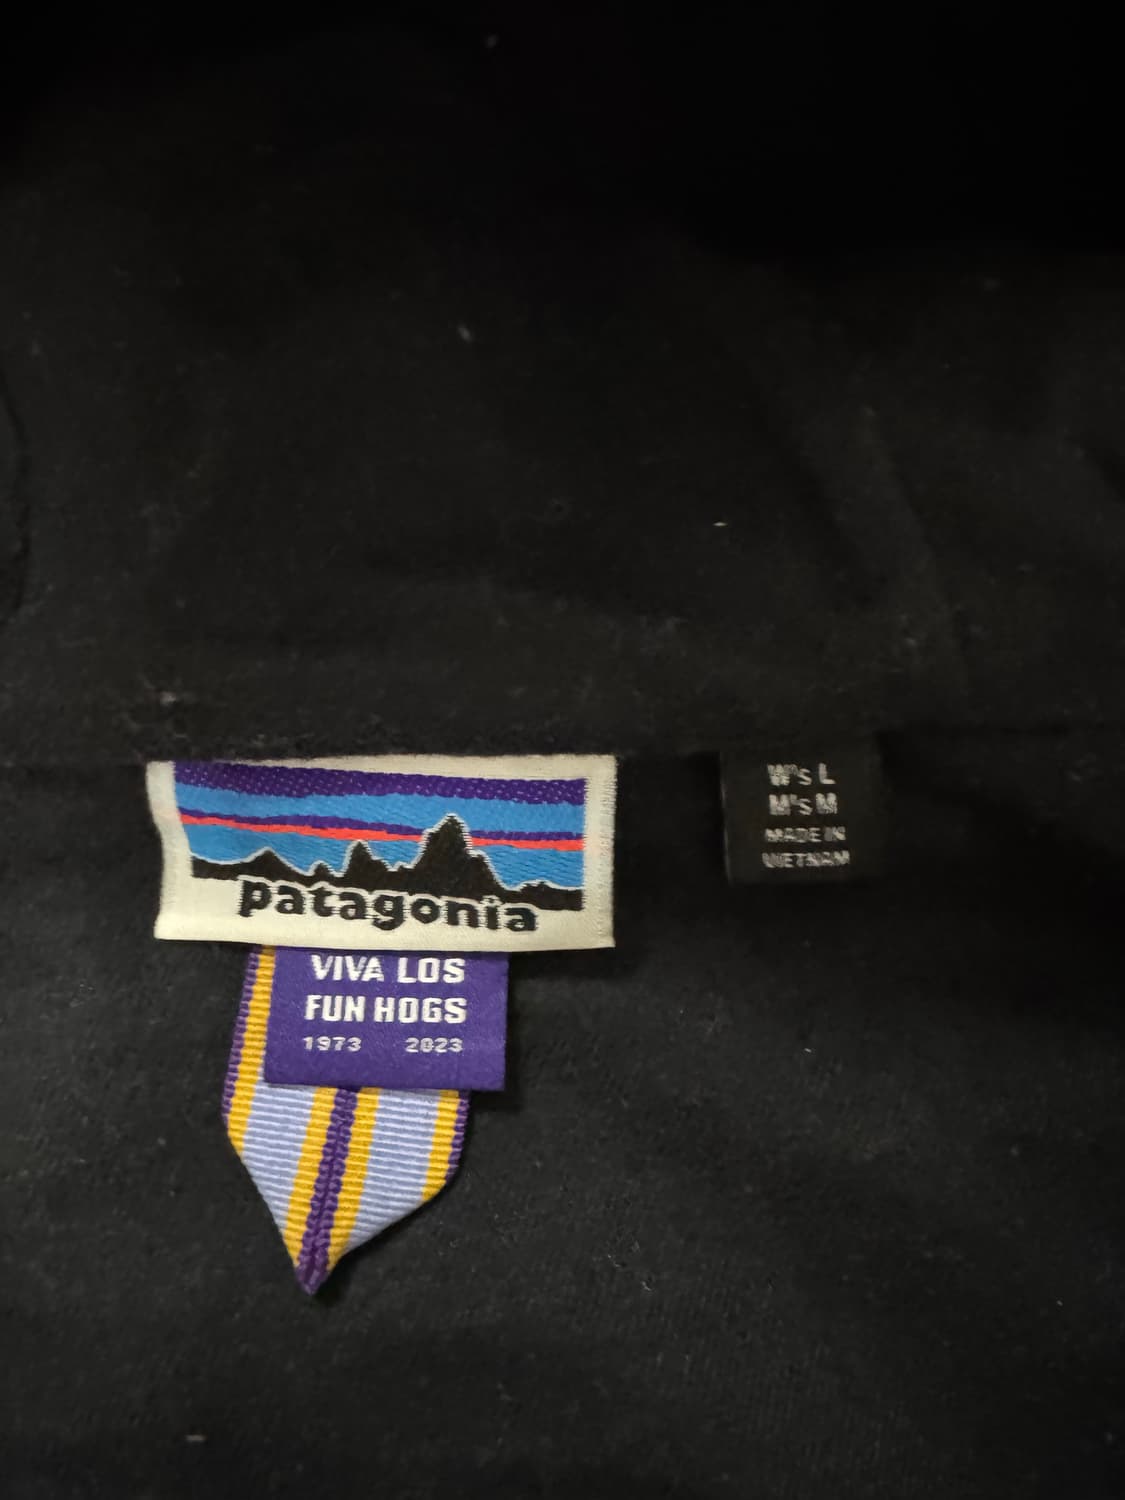 patagonia
VIVA LOS
FUN HOGS
1973 2023
W's L
M's M
MADE IN
VIETNAM